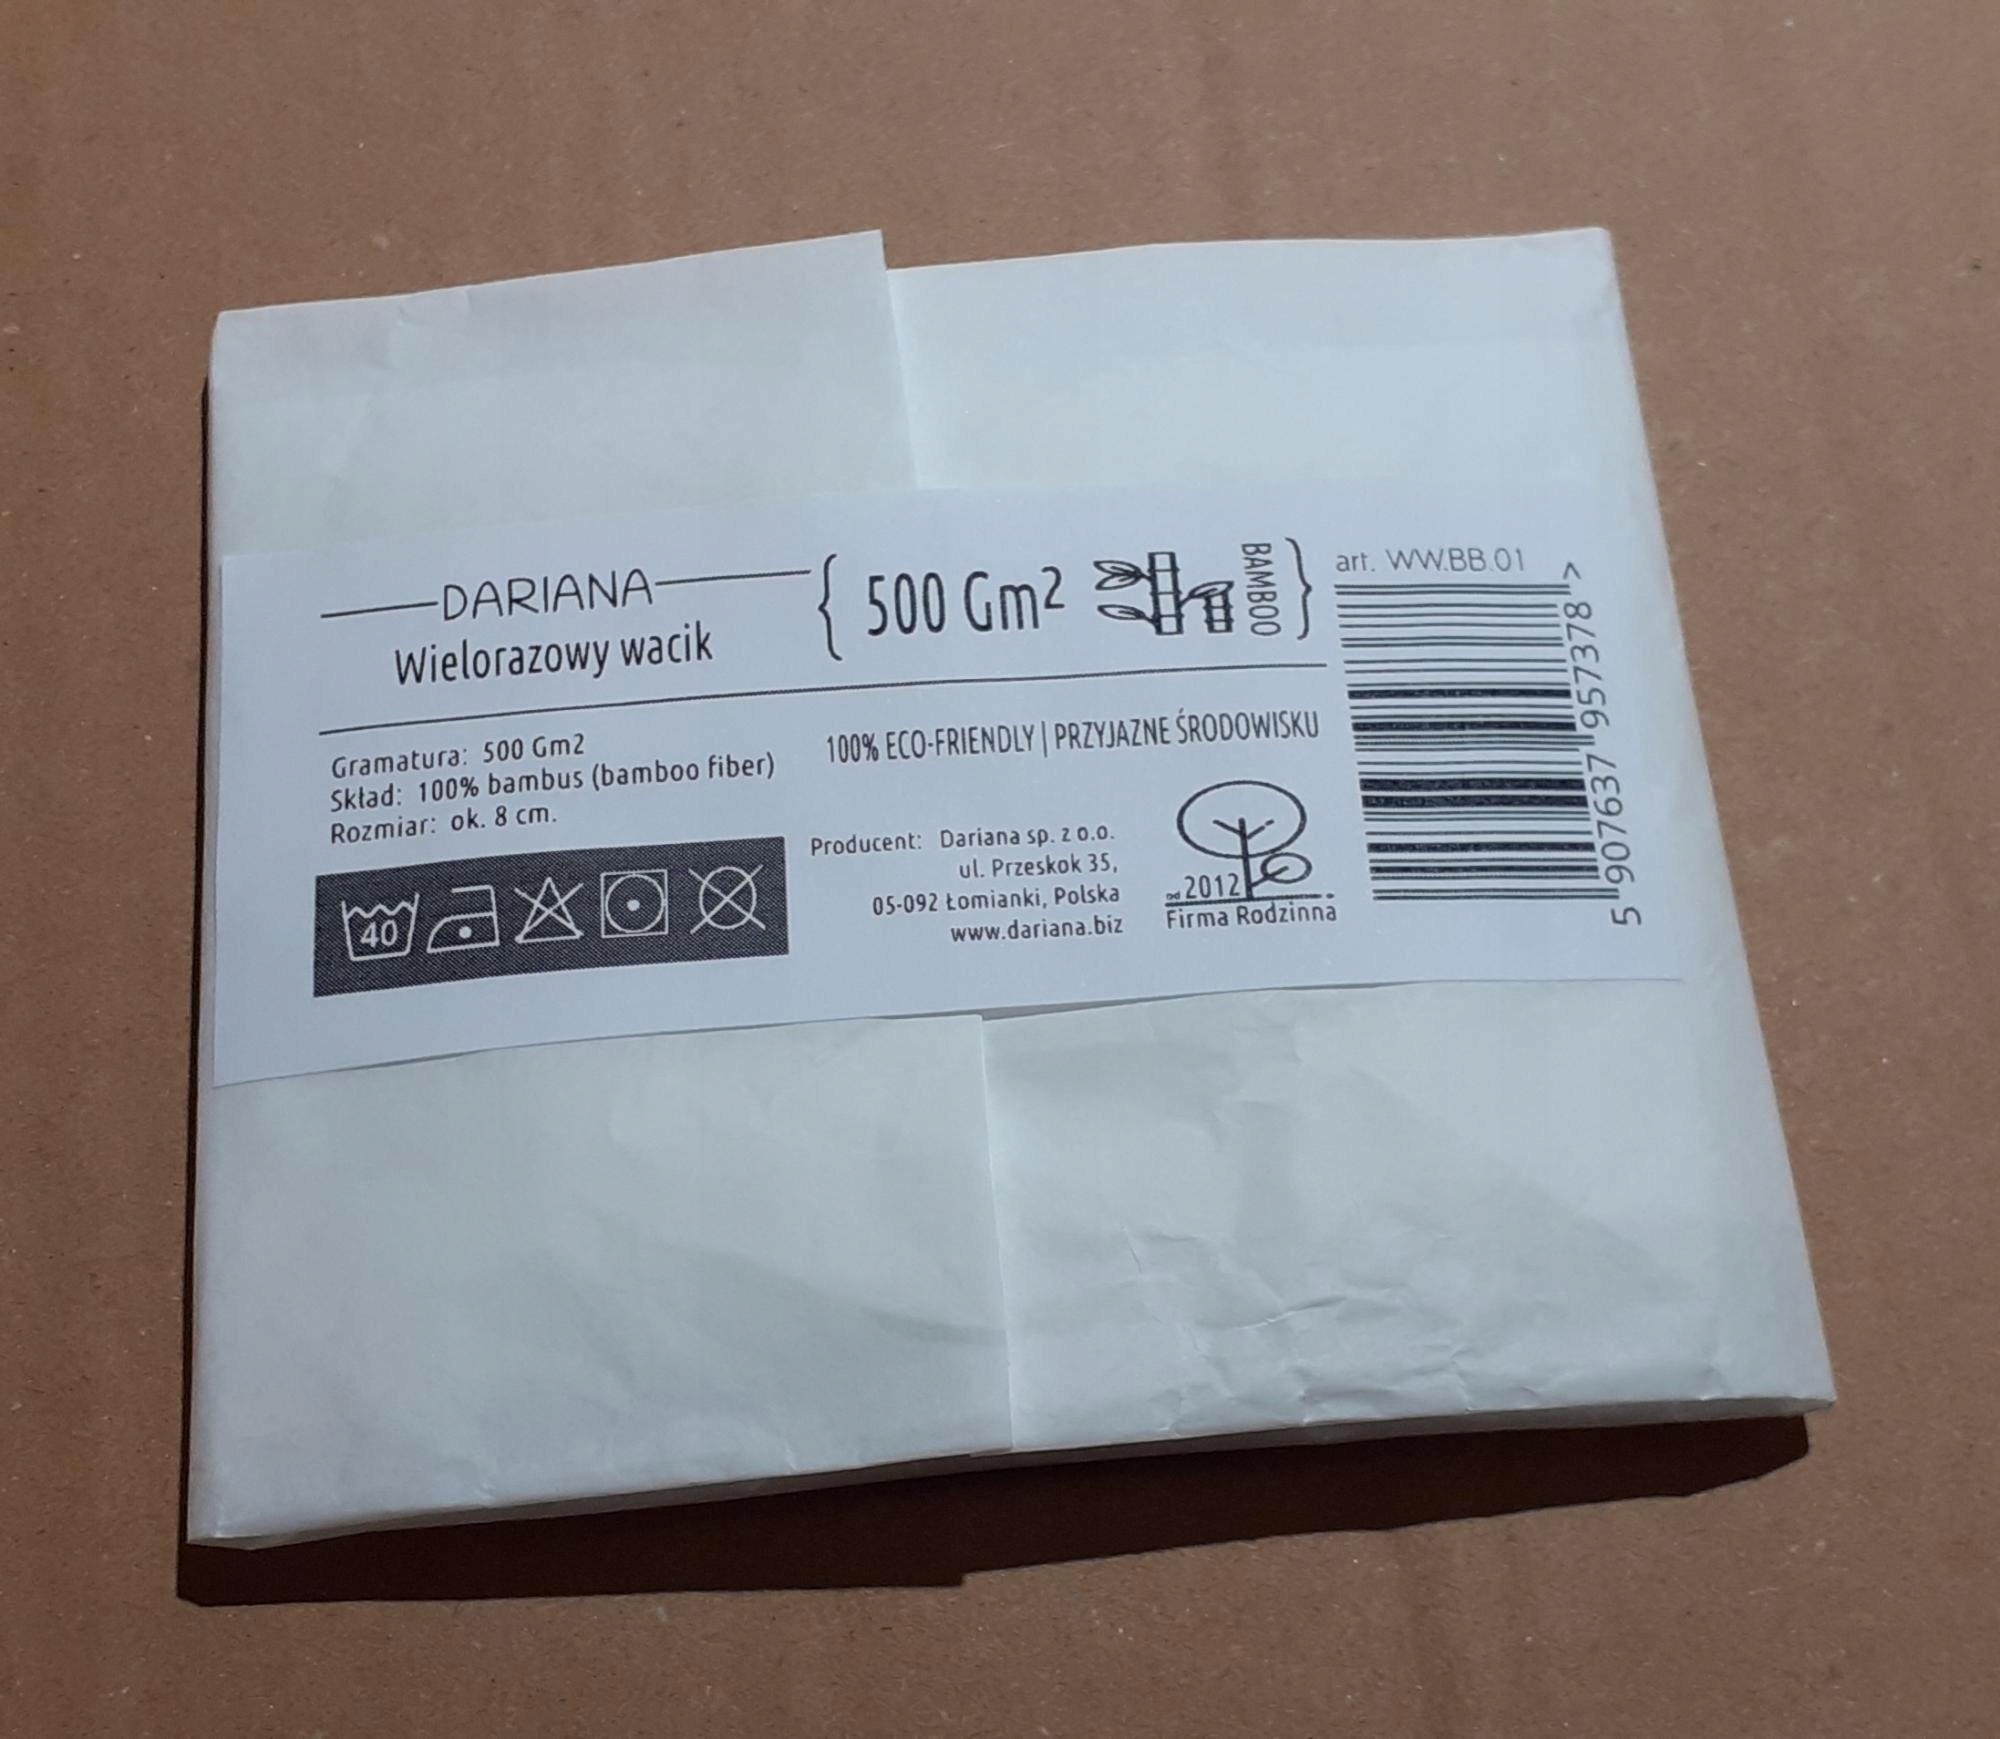 DARIANA
Wielorazowy wacik
{ 500 Gm2 BAMBOO }
art. WW.BB.01
Gramatura: 500 Gm2
Skład: 100% bambus (bamboo fiber)
Rozmiar: ok. 8 cm.
40
100% ECO-FRIENDLY | PRZYJAZNE ŚRODOWISKU
Producent: Dariana sp. z o.o.
ul. Przeskok 35,
05-092 Łomianki, Polska
www.dariana.biz
od 2012
Firma Rodzinna
5 907637 957378 >